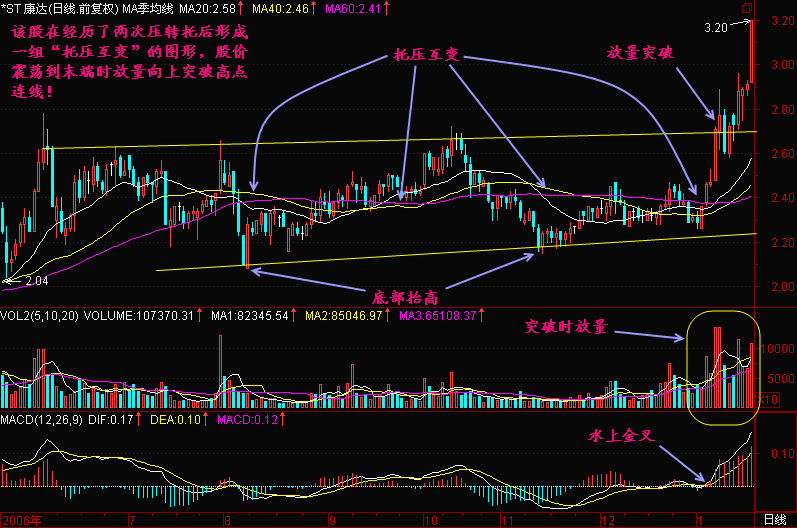 *ST 康达(日线.前复权) MA季均线 MA20:2.58↑ MA40:2.46↑ MA60:2.41↑
该股在经历了两次压转托后形成
一组“托压互变”的图形，股价
震荡到末端时放量向上突破高点
连线！
3.20
托压互变
放量突破
3.20
3.00
2.80
2.60
2.40
2.20
2.00
2.04
底部抬高
VOL2(5,10,20) VOLUME:107370.31↑ MA1:82345.54↑ MA2:85046.97↑ MA3:65108.37↑
突破时放量
10000
5000
X10
MACD(12,26,9) DIF:0.17↑ DEA:0.10↑ MACD:0.12↑
水上金叉
0.10
2006年 7 8 9 10 11 12 1 日线